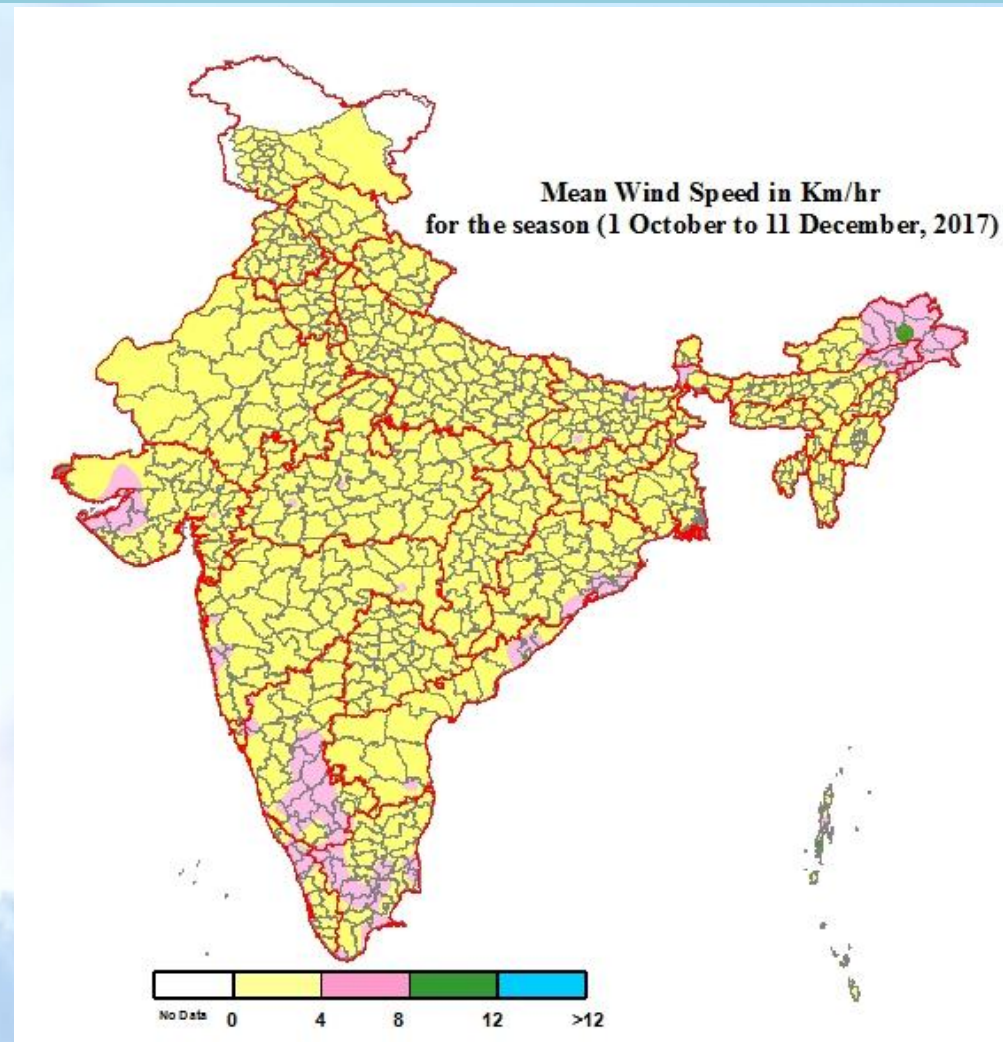 Mean Wind Speed in Km/hr
for the season (1 October to 11 December, 2017)
No Data 0 4 8 12 >12